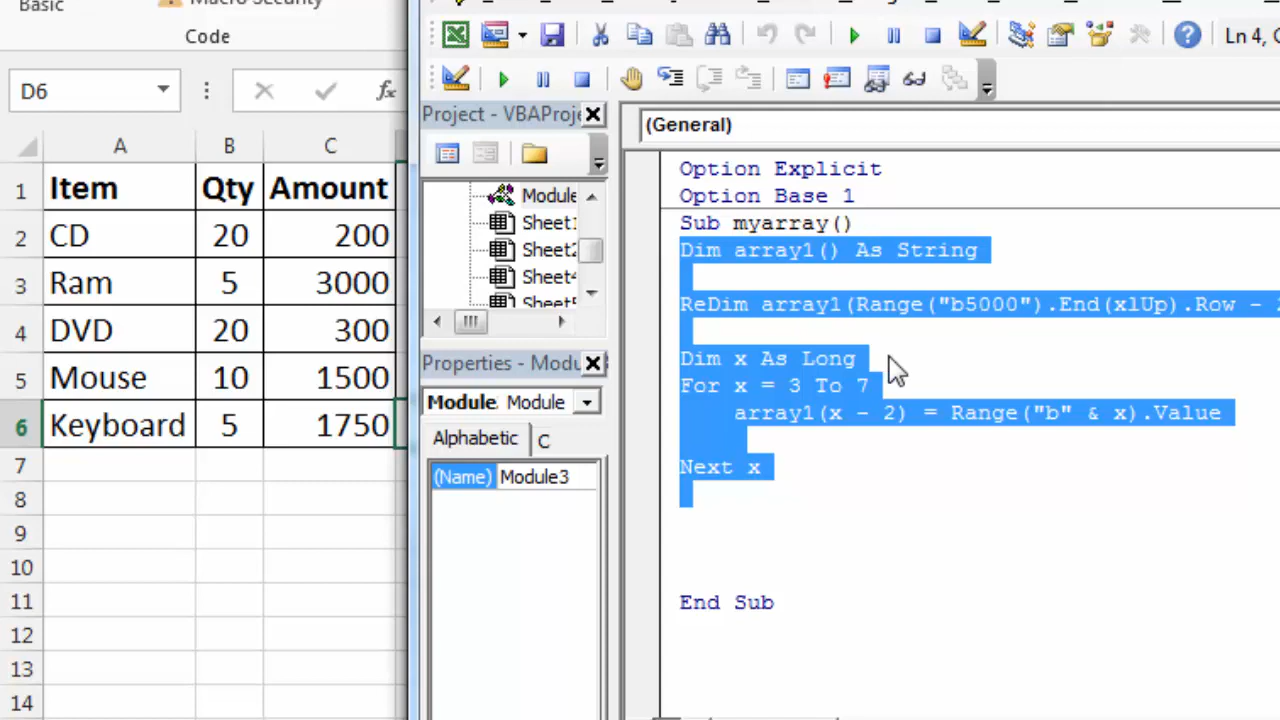 Basic
Macro Security
Code
D6
fx
A B C
1 Item Qty Amount
2 CD 20 200
3 Ram 5 3000
4 DVD 20 300
5 Mouse 10 1500
6 Keyboard 5 1750
7
8
9
10
11
12
13
14
Ln 4,
Project - VBAProje
Module
Sheet1
Sheet2
Sheet4
Properties - Modu
Module Module
Alphabetic C
(Name) Module3
(General)
Option Explicit
Option Base 1
Sub myarray()
Dim array1() As String
ReDim array1(Range("b5000").End(xlUp).Row -
Dim x As Long
For x = 3 To 7
array1(x - 2) = Range("b" & x).Value
Next x
End Sub